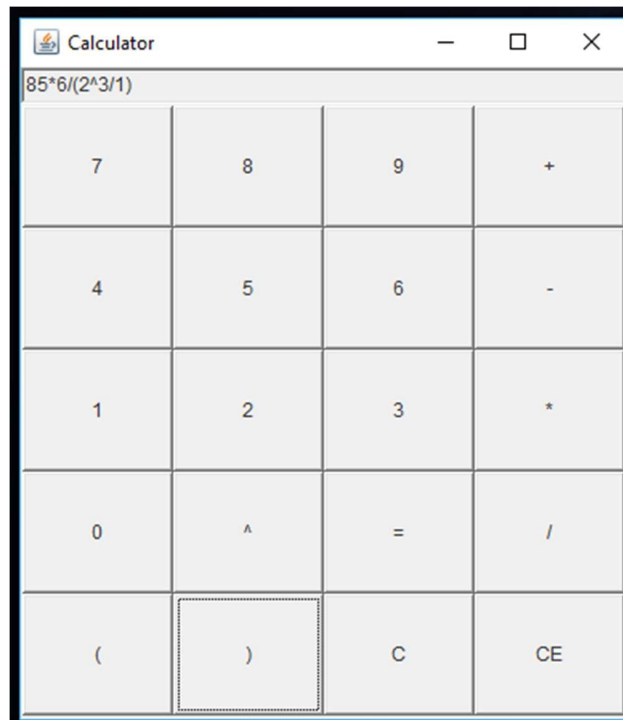 Calculator
85*6/(2^3/1)
7 8 9 +
4 5 6 -
1 2 3 *
0 ^ = /
( ) C CE